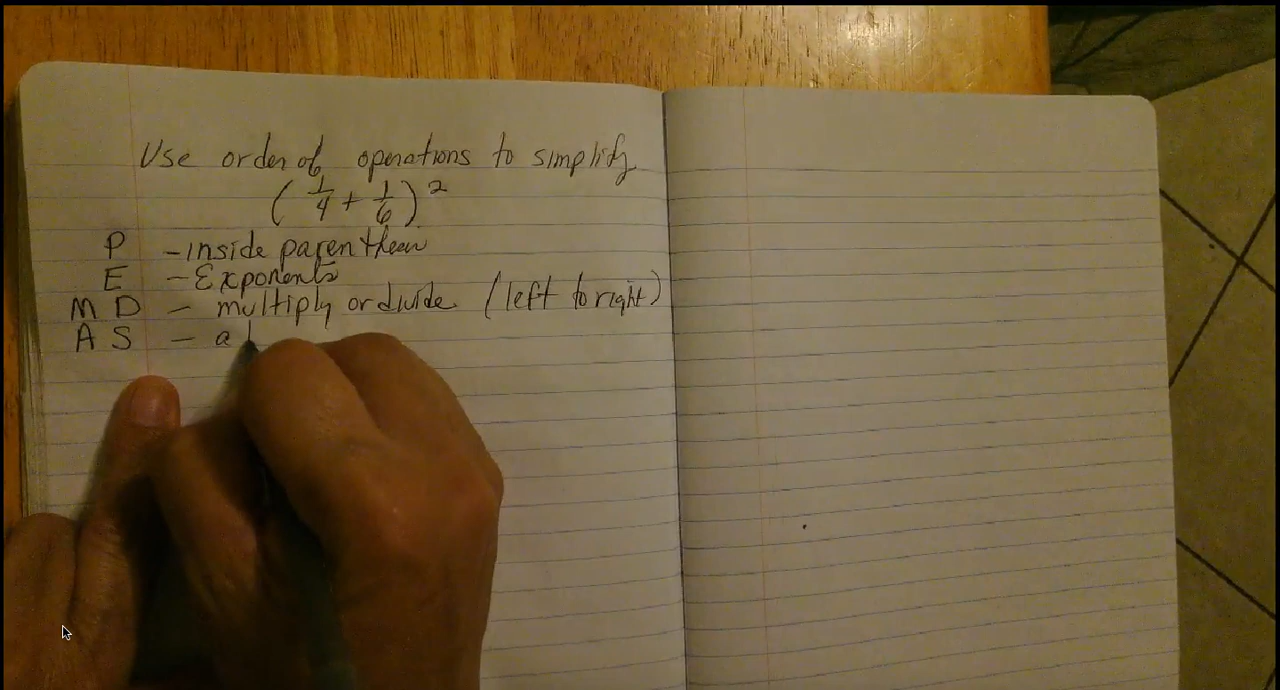 Use order of operations to simplify
(1/4 + 1/6)²
P - inside parenthesis
E - Exponents
M D - multiply or divide (left to right)
A S - a